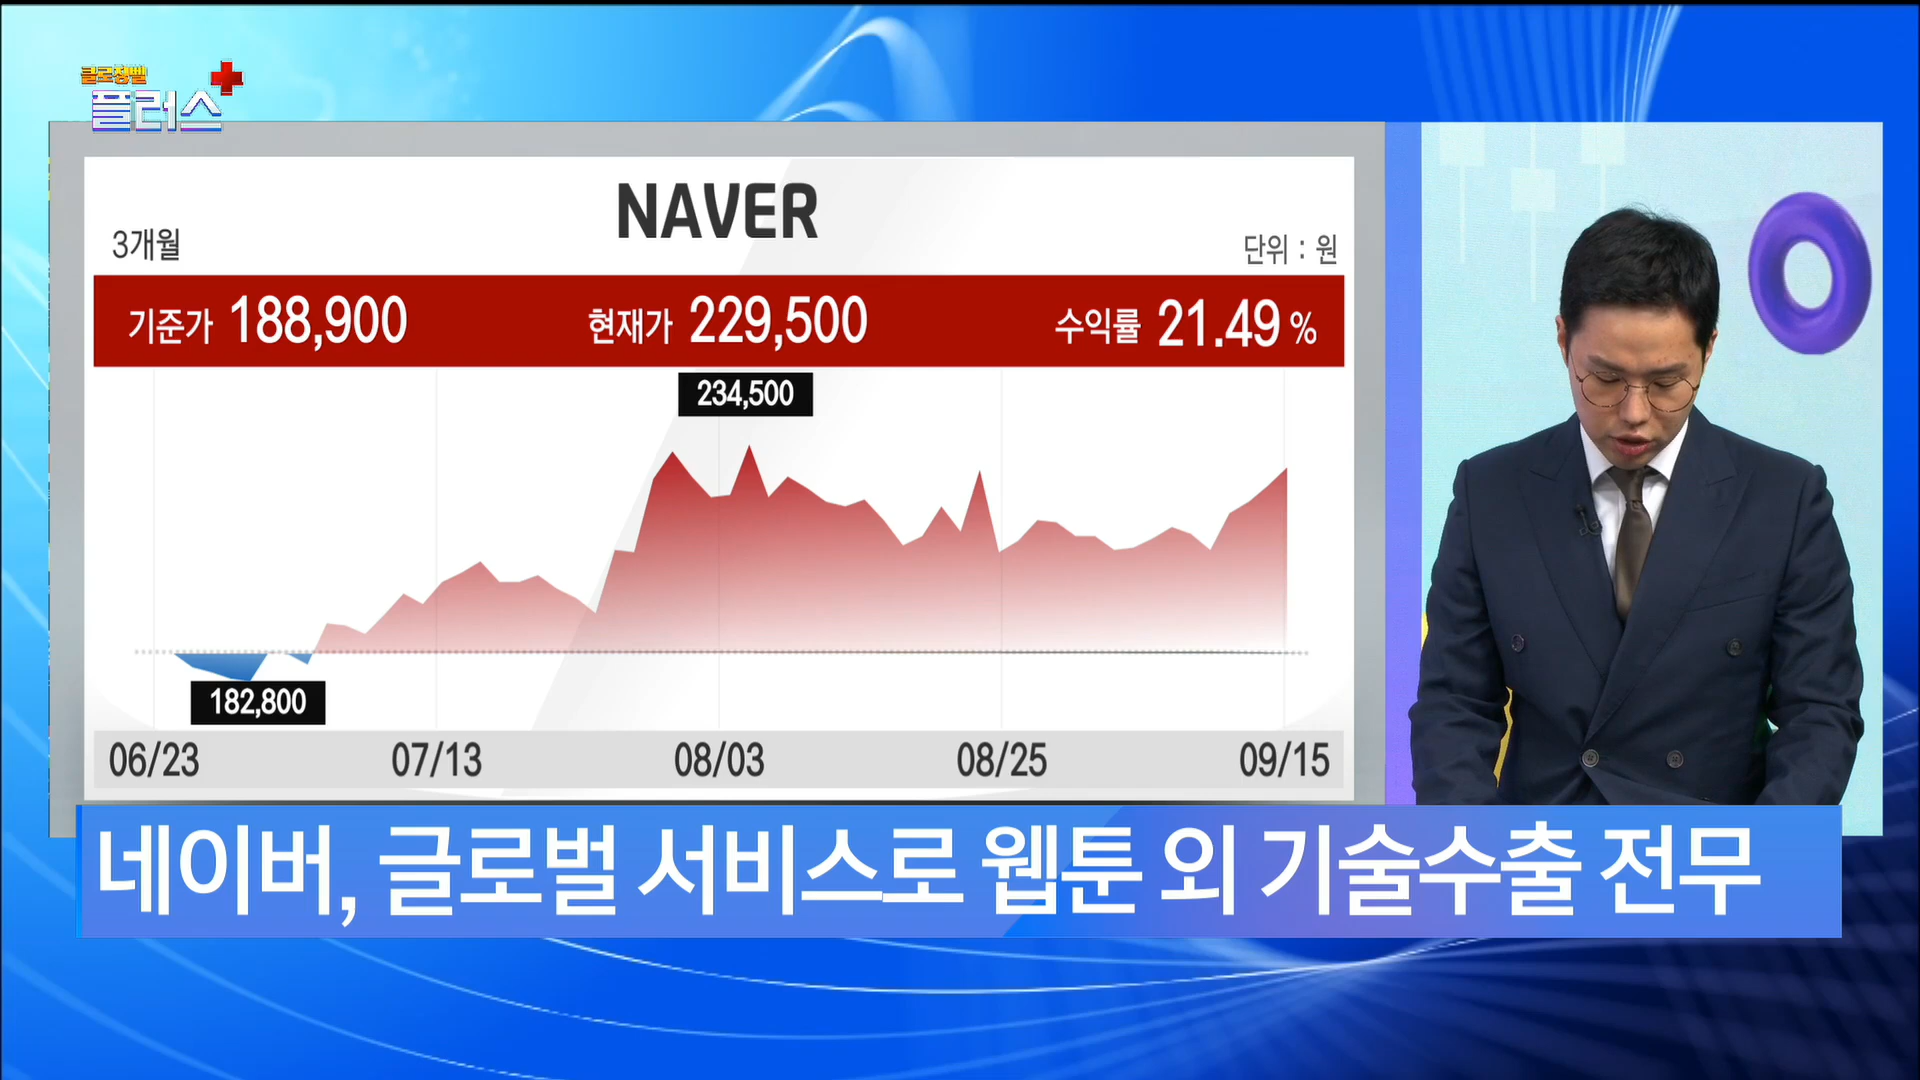 클로징벨
플러스
NAVER
3개월
단위 : 원
기준가 188,900 현재가 229,500 수익률 21.49 %
234,500
182,800
06/23 07/13 08/03 08/25 09/15
네이버, 글로벌 서비스로 웹툰 외 기술수출 전무